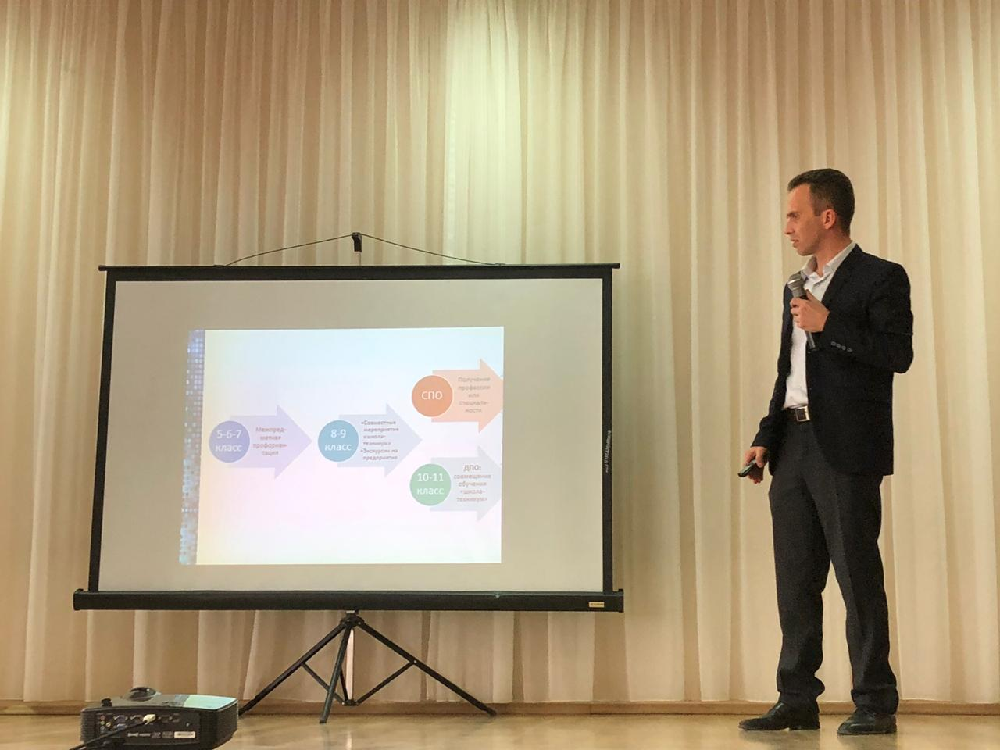 5-6-7
класс
Межпред-
метная
профориен-
тация
8-9
класс
•Совместные
мероприятия
«школа-
техникум»
•Экскурсии на
предприятие
СПО
Получение
профессии
или
специаль-
ности
10-11
класс
ДПО:
совмещение
обучения
«школа-
техникум»